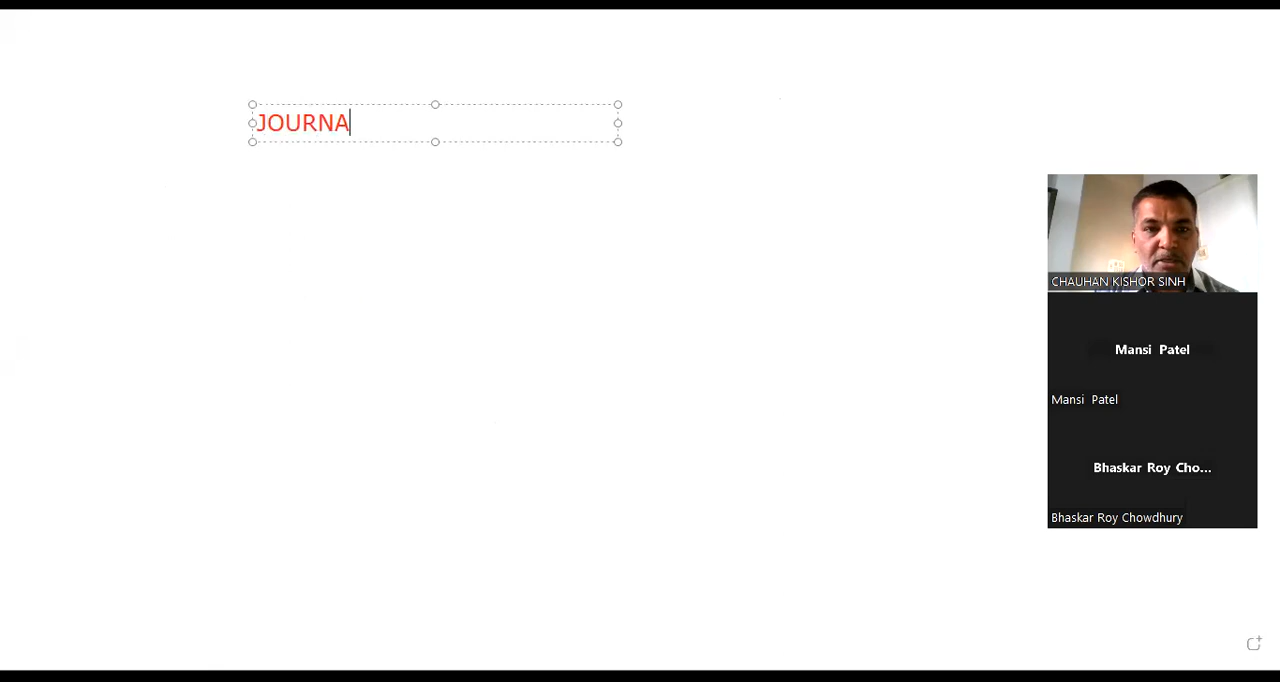 JOURNA
CHAUHAN KISHOR SINH
Mansi Patel
Mansi Patel
Bhaskar Roy Cho...
Bhaskar Roy Chowdhury